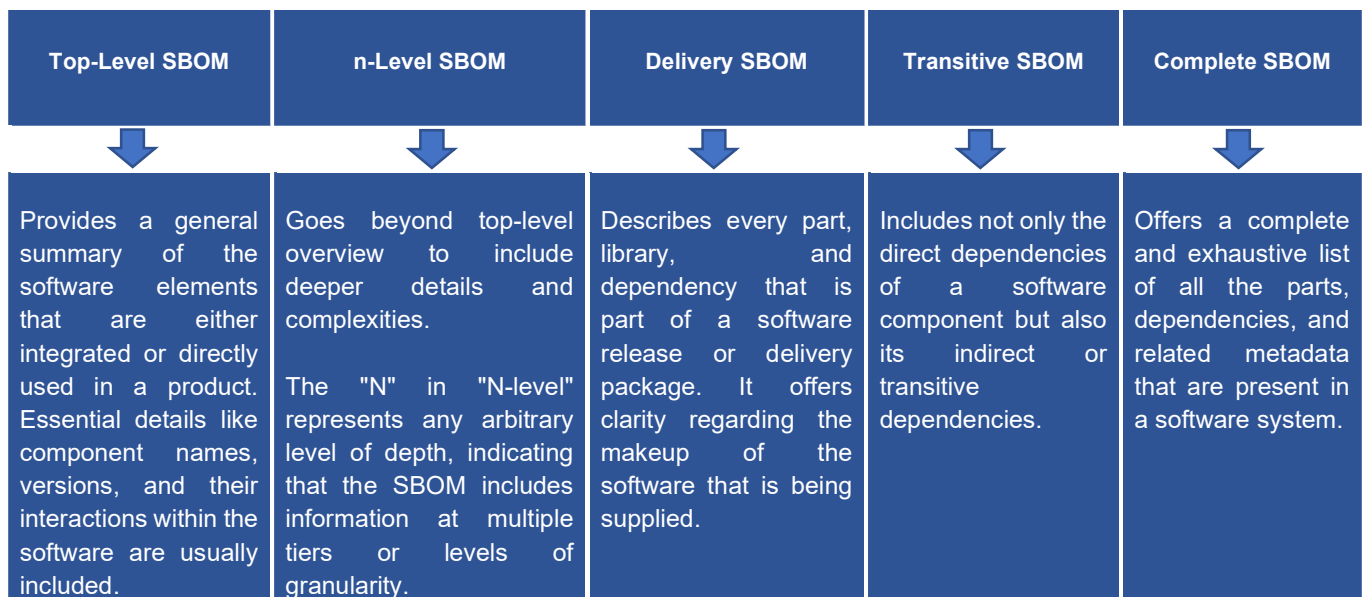 Top-Level SBOM
n-Level SBOM
Delivery SBOM
Transitive SBOM
Complete SBOM
Provides a general
summary of the
software elements
that are either
integrated or directly
used in a product.
Essential details like
component names,
versions, and their
interactions within the
software are usually
included.
Goes beyond top-level
overview to include
deeper details and
complexities.
The "N" in "N-level"
represents any arbitrary
level of depth, indicating
that the SBOM includes
information at multiple
tiers or levels of
granularity.
Describes every part,
library, and
dependency that is
part of a software
release or delivery
package. It offers
clarity regarding the
makeup of the
software that is being
supplied.
Includes not only the
direct dependencies
of a software
component but also
its indirect or
transitive
dependencies.
Offers a complete
and exhaustive list
of all the parts,
dependencies, and
related metadata
that are present in
a software system.